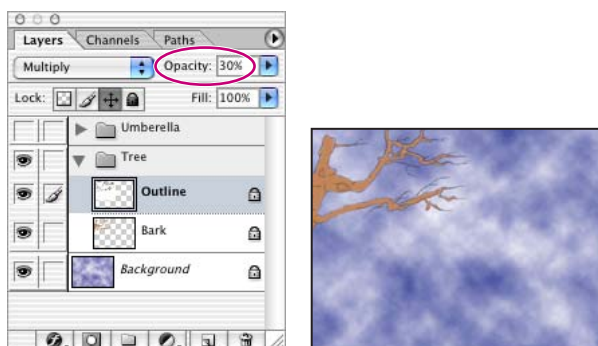 Layers Channels Paths
Multiply Opacity: 30%
Lock: Fill: 100%
Umberella
Tree
Outline
Bark
Background